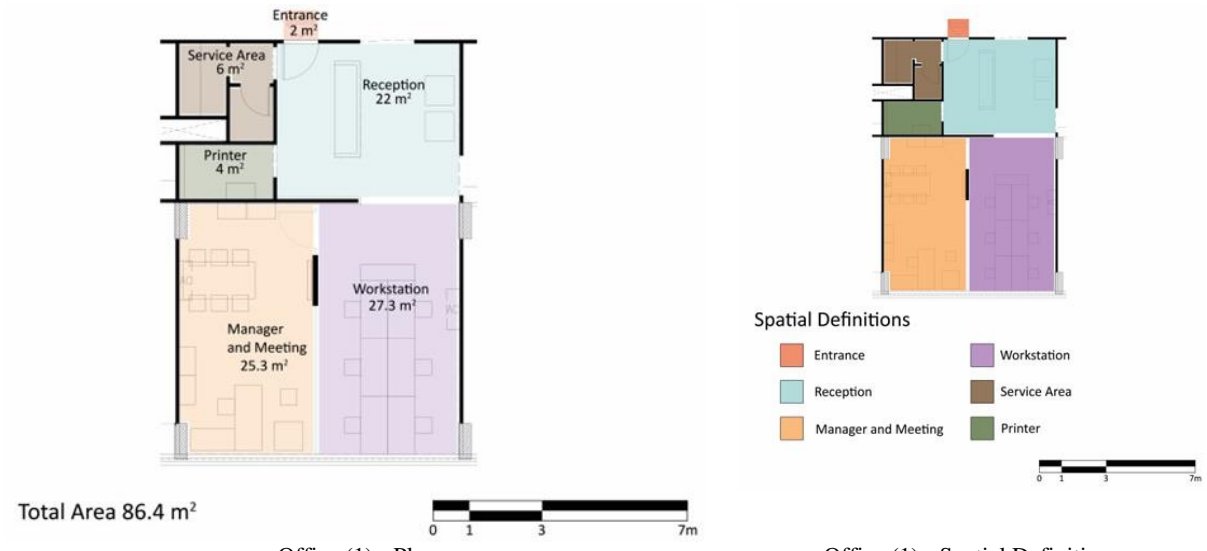 Entrance
2 m²
Service Area
6 m²
Reception
22 m²
Printer
4 m²
Workstation
27.3 m²
Manager
and Meeting
25.3 m²
Total Area 86.4 m²
0 1 3 7m
Spatial Definitions
Entrance
Workstation
Reception
Service Area
Manager and Meeting
Printer
0 1 3 7m